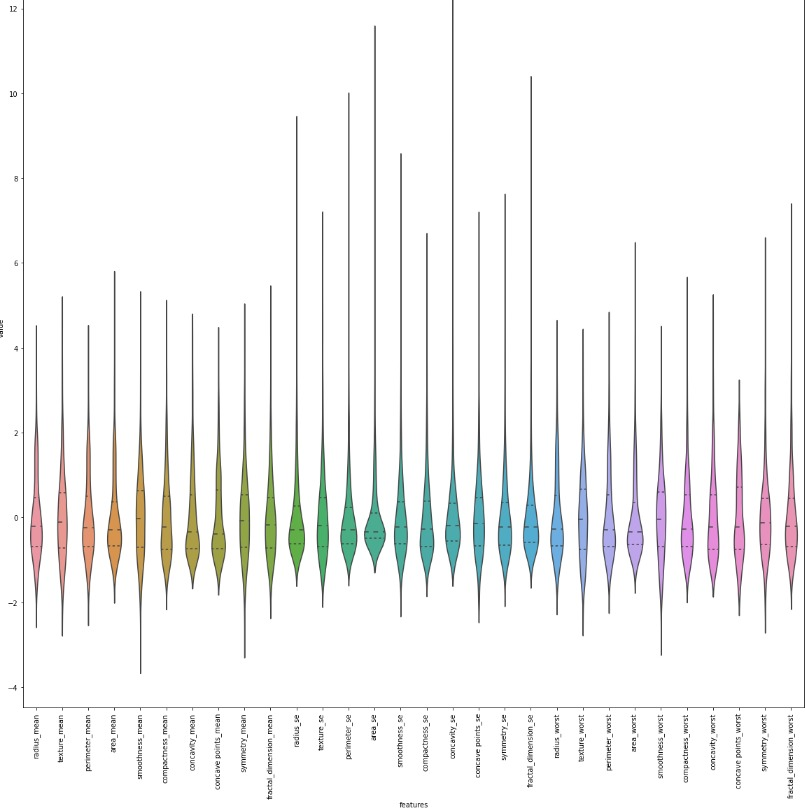 12
10
8
6
4
2
0
−2
−4
value
radius_mean
texture_mean
perimeter_mean
area_mean
smoothness_mean
compactness_mean
concavity_mean
concave points_mean
symmetry_mean
fractal_dimension_mean
radius_se
texture_se
perimeter_se
area_se
smoothness_se
compactness_se
concavity_se
concave points_se
symmetry_se
fractal_dimension_se
radius_worst
texture_worst
perimeter_worst
area_worst
smoothness_worst
compactness_worst
concavity_worst
concave points_worst
symmetry_worst
fractal_dimension_worst
features